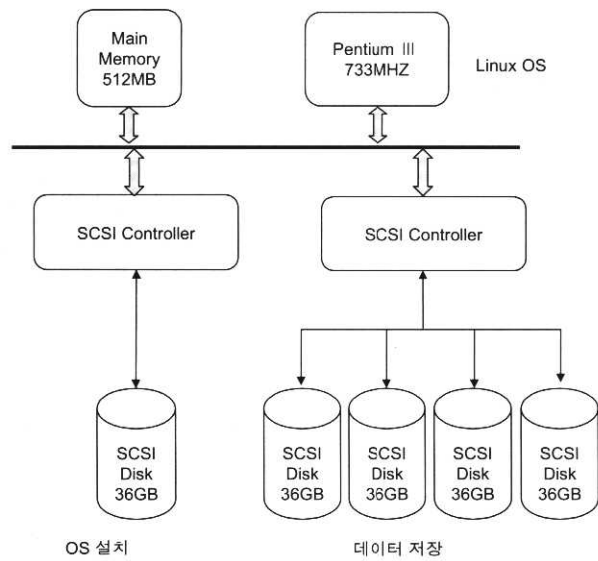 Main
Memory
512MB
Pentium III
733MHZ
Linux OS
SCSI Controller
SCSI Controller
SCSI
Disk
36GB
SCSI
Disk
36GB
SCSI
Disk
36GB
SCSI
Disk
36GB
SCSI
Disk
36GB
OS 설치
데이터 저장